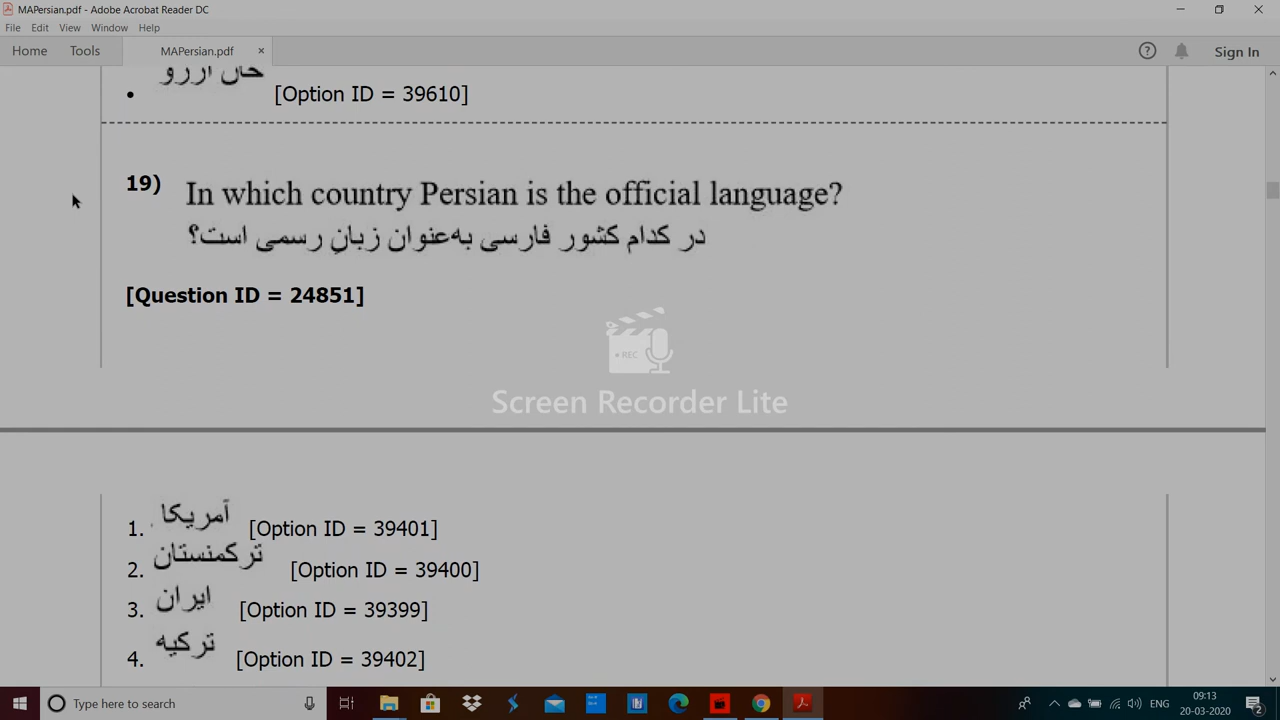 MAPersian.pdf - Adobe Acrobat Reader DC
File Edit View Window Help
Home Tools MAPersian.pdf × Sign In
• [Option ID = 39610]
19) In which country Persian is the official language?
در کدام کشور فارسی به‌عنوان زبانِ رسمی است؟
[Question ID = 24851]
REC
Screen Recorder Lite
1. آمریکا [Option ID = 39401]
2. ترکمنستان [Option ID = 39400]
3. ایران [Option ID = 39399]
4. ترکیه [Option ID = 39402]
Type here to search ENG 09:13
20-03-2020 2